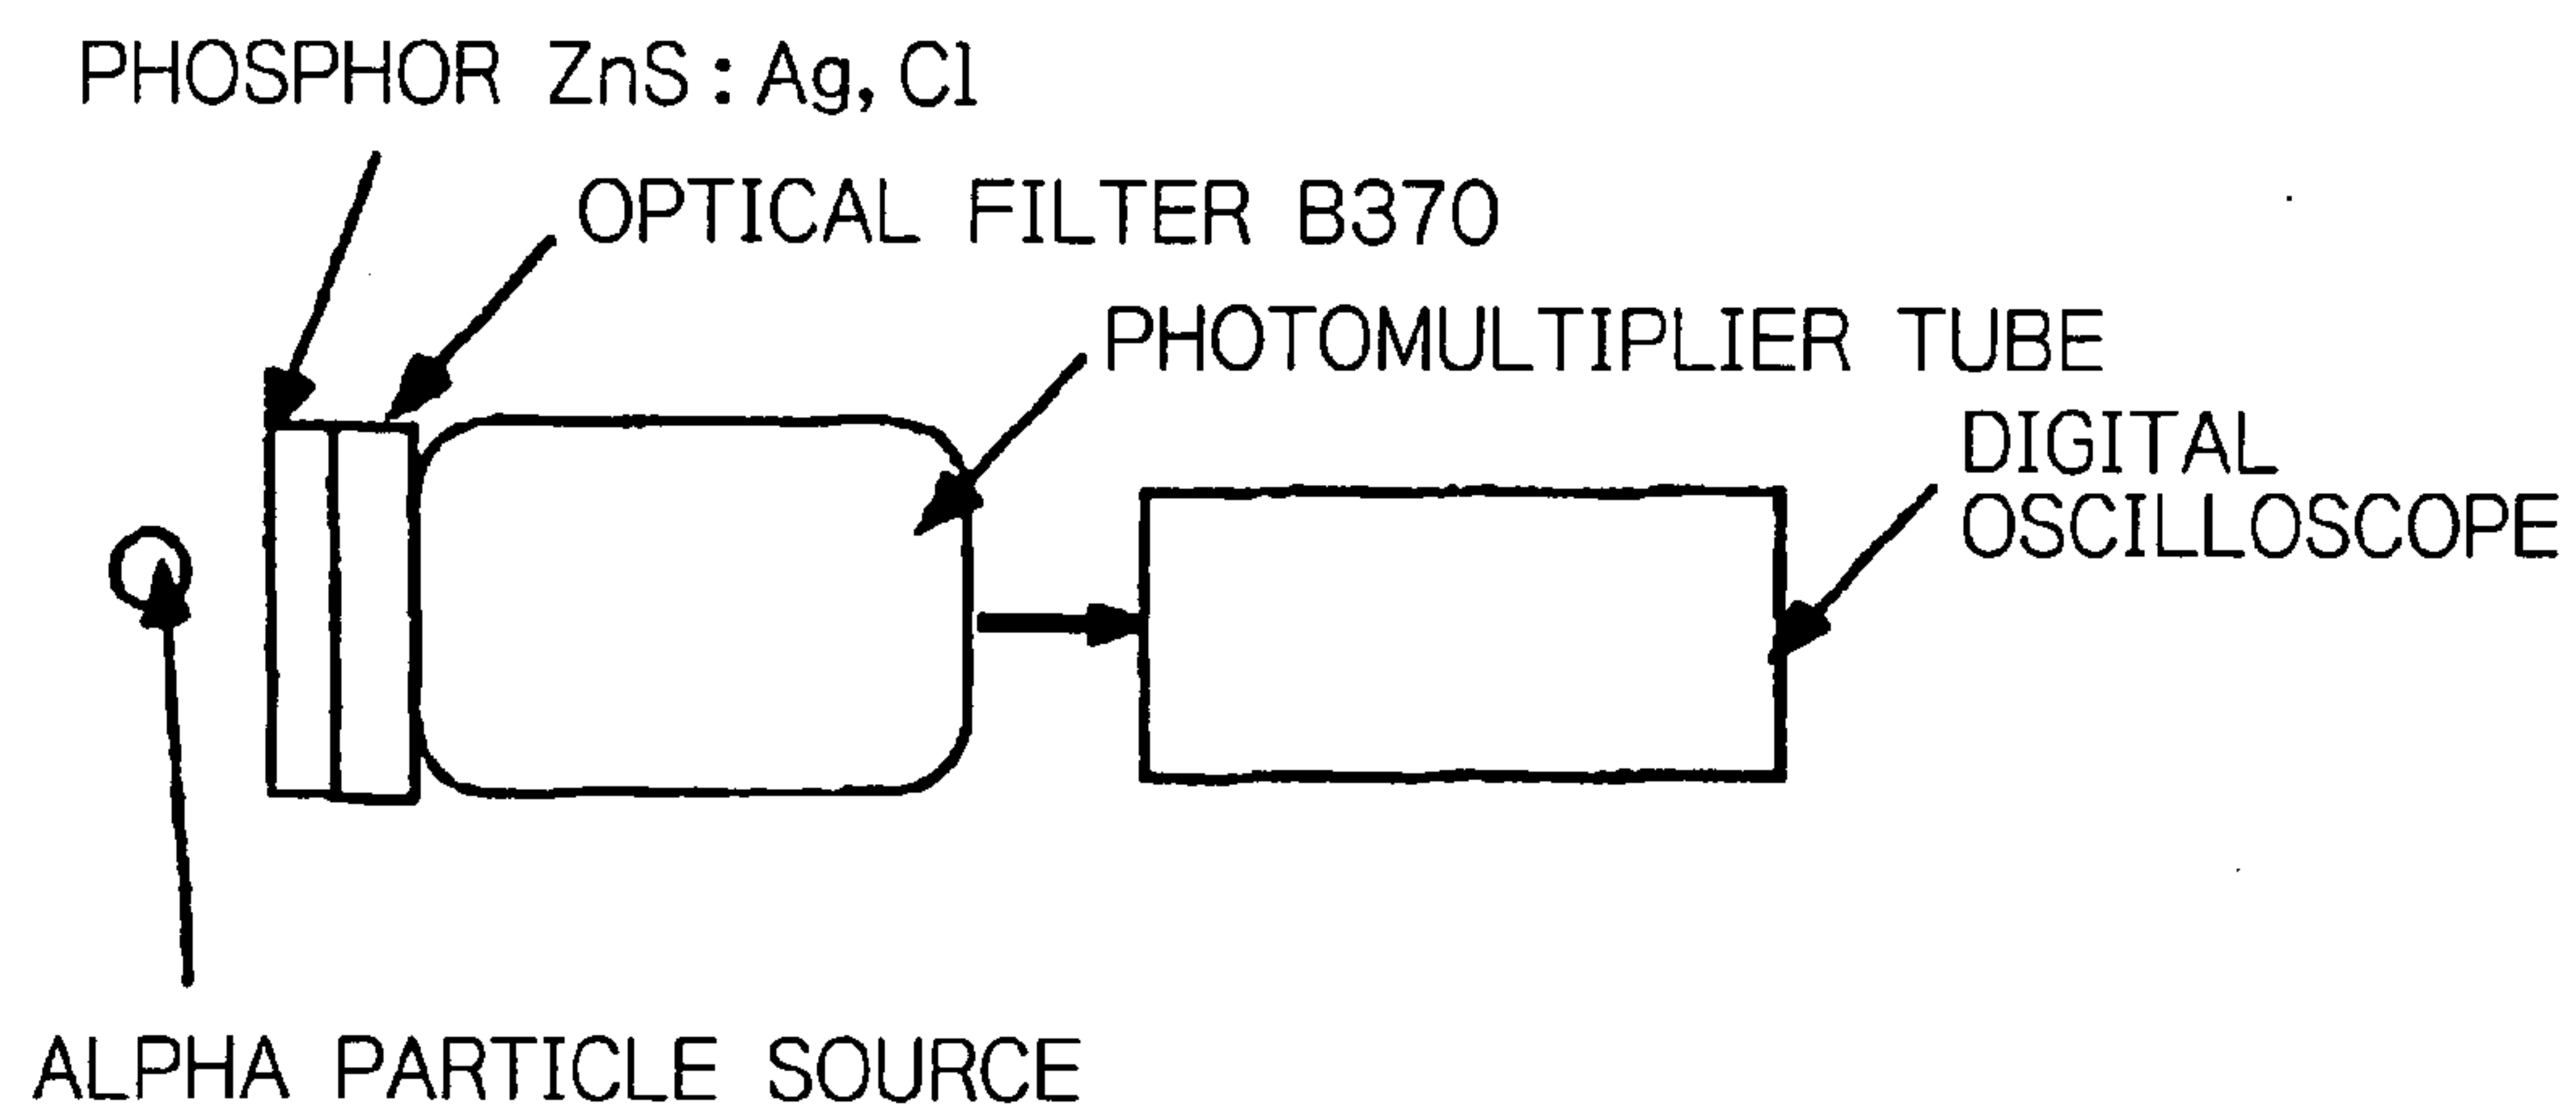 PHOSPHOR ZnS : Ag, Cl
OPTICAL FILTER B370
PHOTOMULTIPLIER TUBE
DIGITAL
OSCILLOSCOPE
ALPHA PARTICLE SOURCE